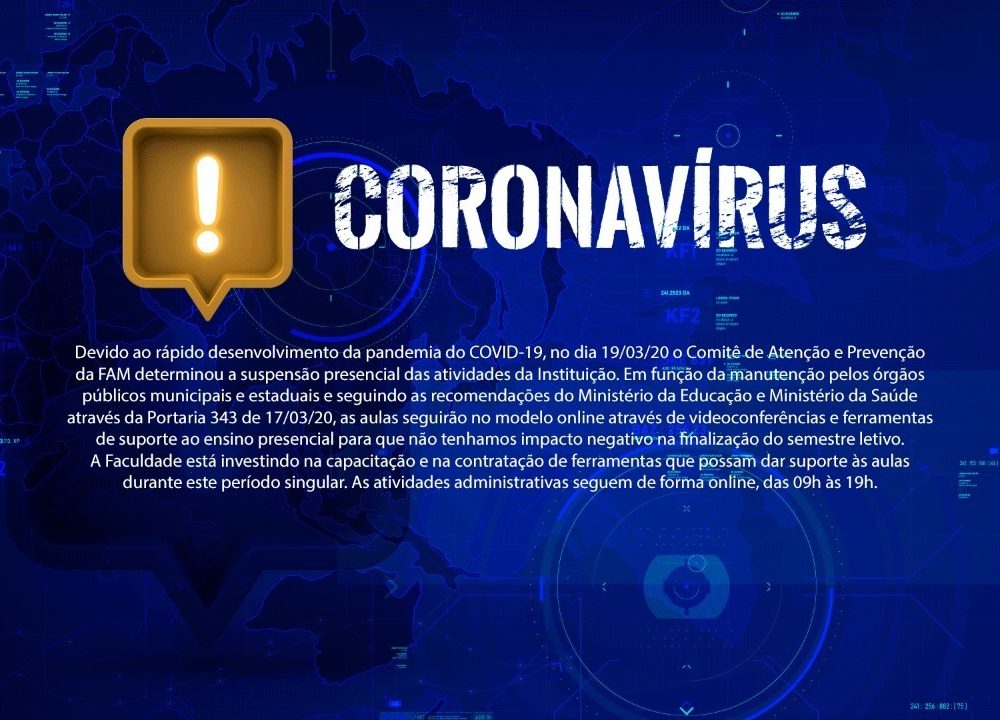 CORONAVÍRUS
Devido ao rápido desenvolvimento da pandemia do COVID-19, no dia 19/03/20 o Comitê de Atenção e Prevenção
da FAM determinou a suspensão presencial das atividades da Instituição. Em função da manutenção pelos órgãos
públicos municipais e estaduais e seguindo as recomendações do Ministério da Educação e Ministério da Saúde
através da Portaria 343 de 17/03/20, as aulas seguirão no modelo online através de videoconferências e ferramentas
de suporte ao ensino presencial para que não tenhamos impacto negativo na finalização do semestre letivo.
A Faculdade está investindo na capacitação e na contratação de ferramentas que possam dar suporte às aulas
durante este período singular. As atividades administrativas seguem de forma online, das 09h às 19h.
KF1
241.2523 DA
KF2